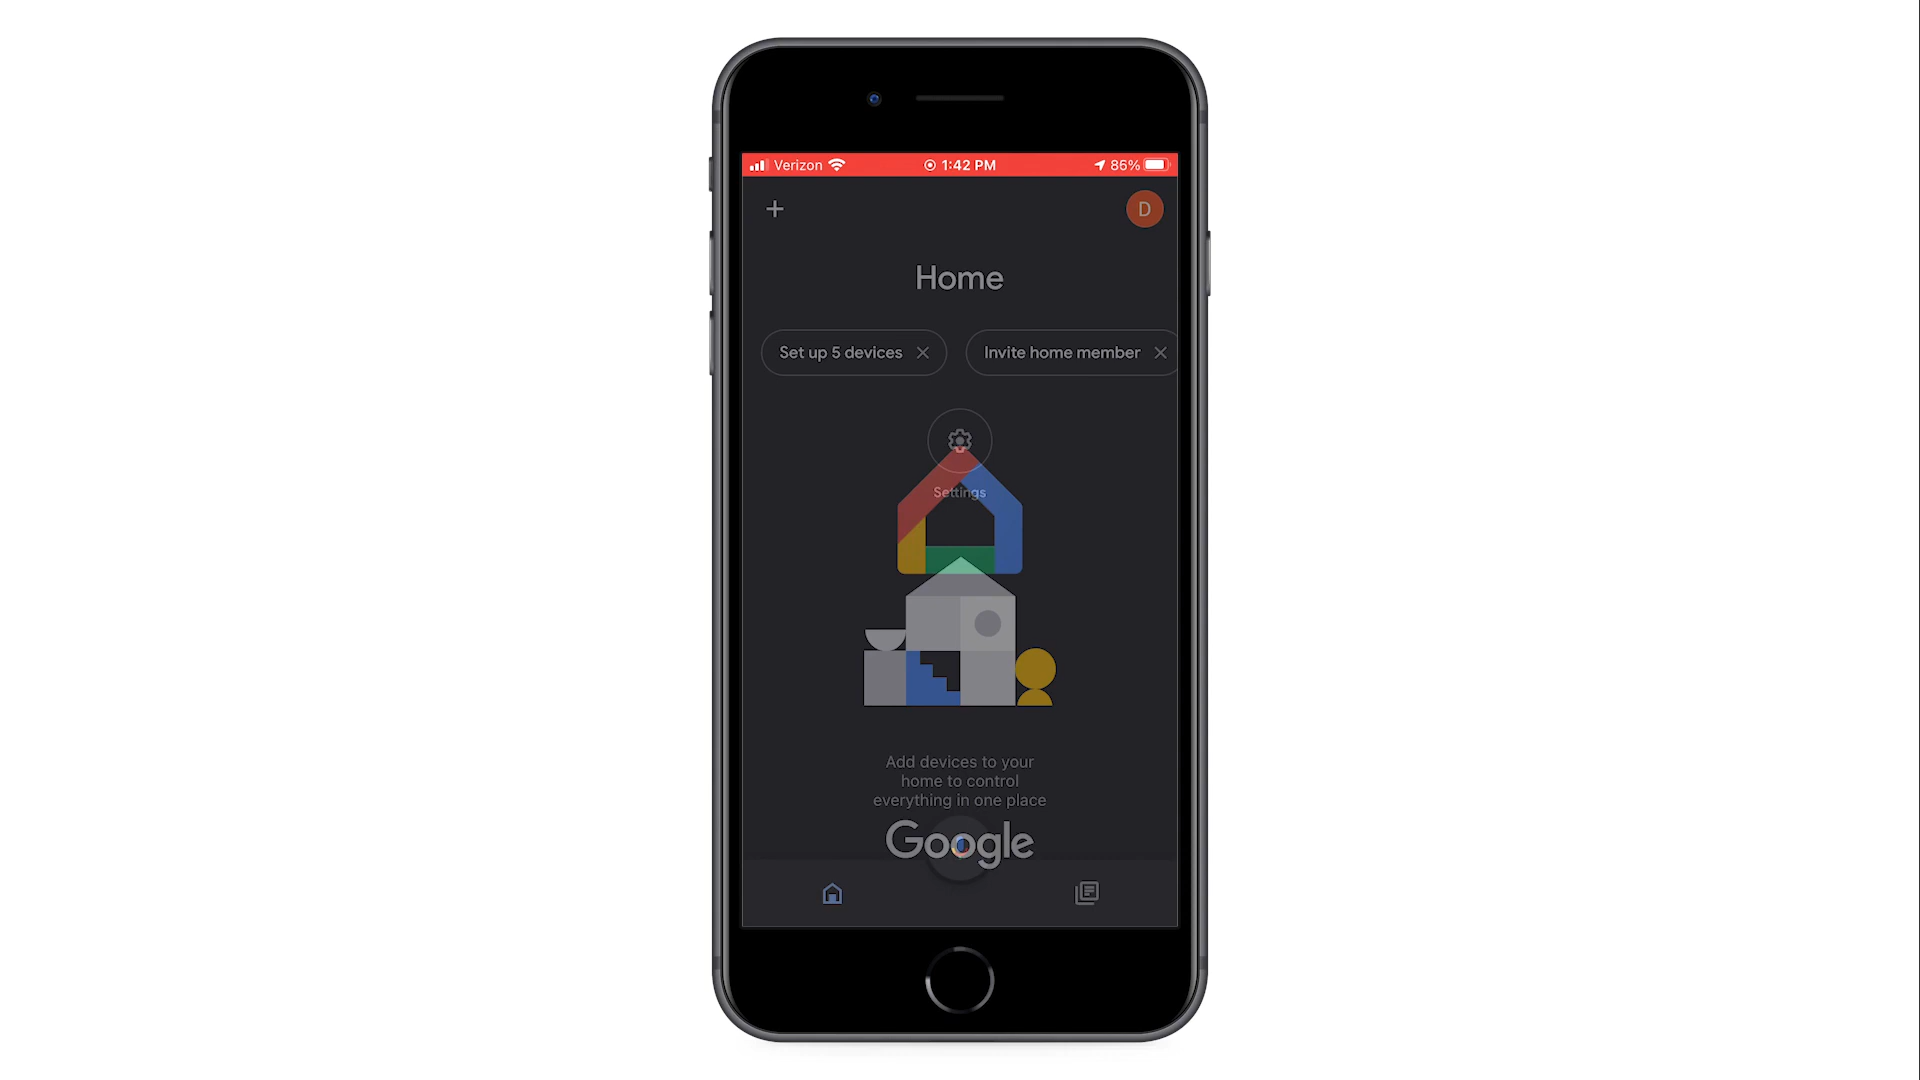 Verizon 1:42 PM 86%
D
Home
Set up 5 devices Invite home member
Settings
Add devices to your
home to control
everything in one place
Google